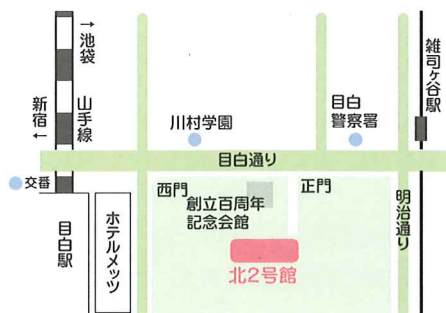 →池袋
山手線
新宿←
雑司ヶ谷駅
川村学園
目白
警察署
目白通り
交番
西門
正門
創立百周年
記念会館
明治通り
目白駅
ホテルメッツ
北2号館